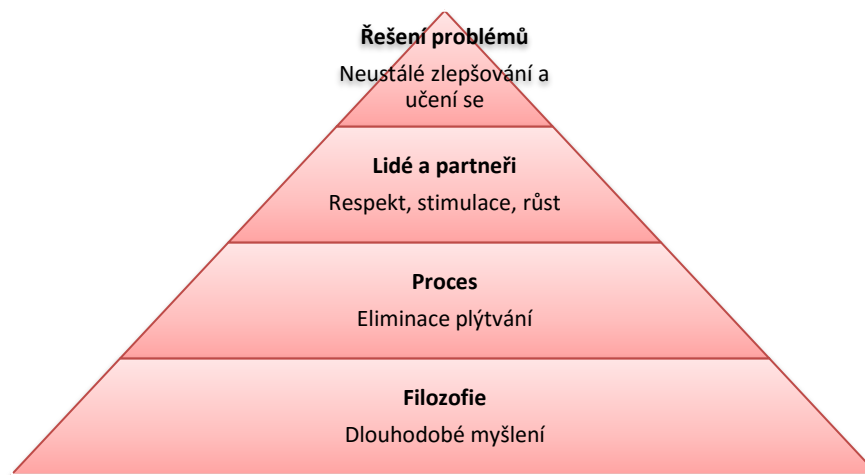 Řešení problémů
Neustálé zlepšování a
učení se
Lidé a partneři
Respekt, stimulace, růst
Proces
Eliminace plýtvání
Filozofie
Dlouhodobé myšlení